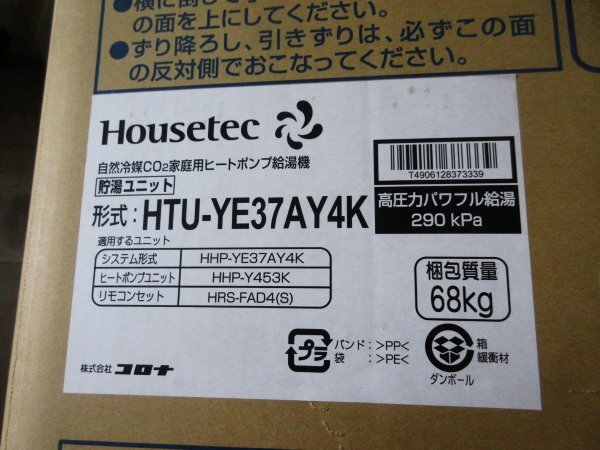 の面を上にしてください。
●ずり降ろし、引きずりは、必ずこの面
の反対側でおこなってください。
Housetec
自然冷媒CO₂家庭用ヒートポンプ給湯機
貯湯ユニット
形式:HTU-YE37AY4K
T4906128373339
高圧力パワフル給湯
290 kPa
適用するユニット
システム形式 HHP-YE37AY4K
ヒートポンプユニット HHP-Y453K
リモコンセット HRS-FAD4(S)
梱包質量
68kg
プラ
バンド: >PP<
袋: >PE<
箱
緩衝材
ダンボール
株式会社 コロナ